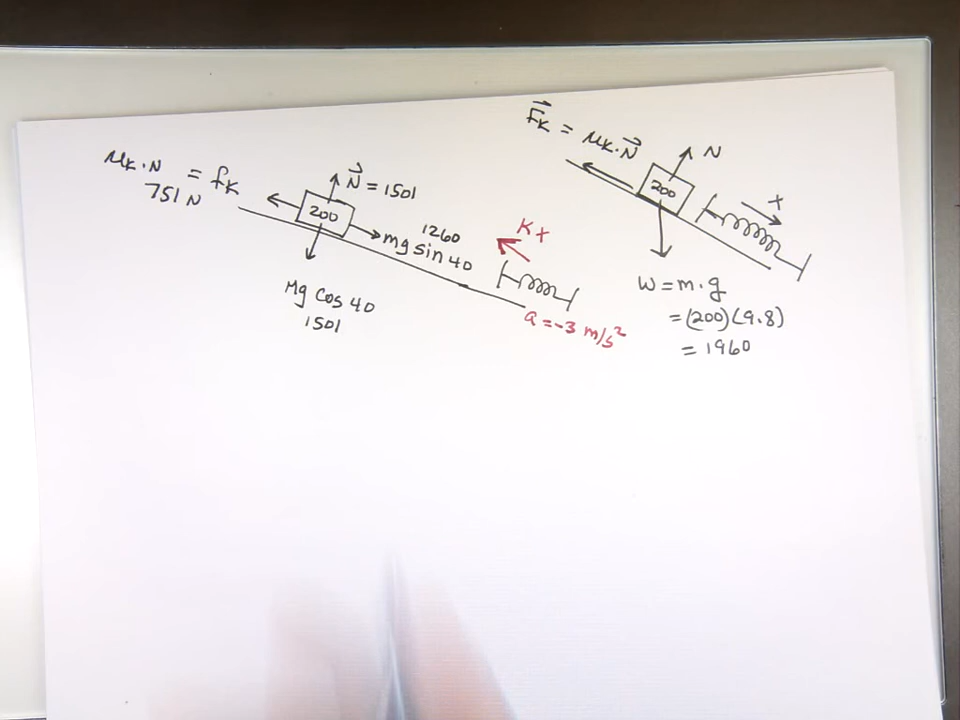 μk·N = fk
751 N
200
N⃗ = 1501
1260
mg sin 40
Mg Cos 40
1501
Kx
a = -3 m/s²
F⃗k = μk·N⃗
200
N
x
W = m·g
= (200)(9.8)
= 1960